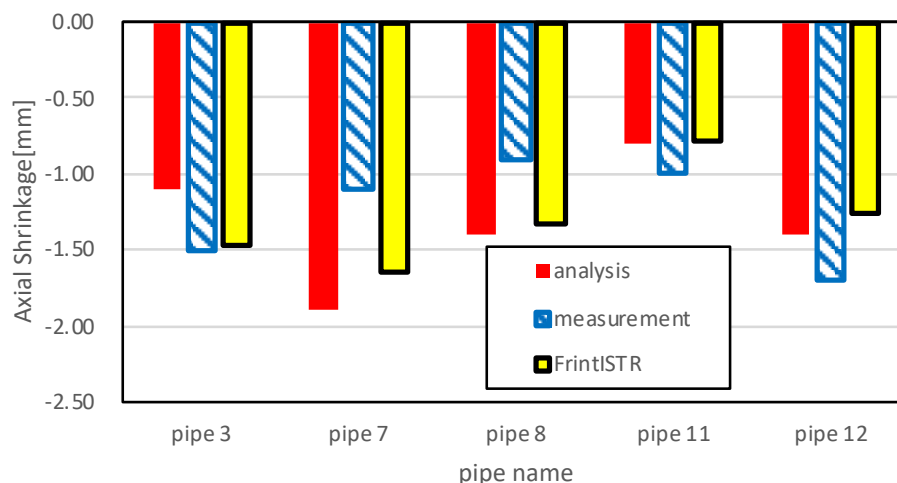 0.00
-0.50
-1.00
-1.50
-2.00
-2.50
Axial Shrinkage[mm]
analysis
measurement
FrintISTR
pipe 3 pipe 7 pipe 8 pipe 11 pipe 12
pipe name